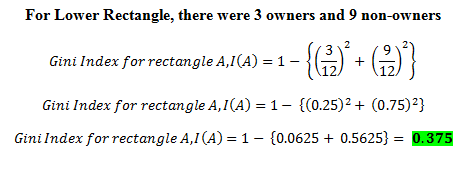 For Lower Rectangle, there were 3 owners and 9 non-owners
Gini Index for rectangle A,I(A) = 1 − {(3/12)² + (9/12)²}
Gini Index for rectangle A,I(A) = 1 − {(0.25)² + (0.75)²}
Gini Index for rectangle A,I(A) = 1 − {0.0625 + 0.5625} = 0.375